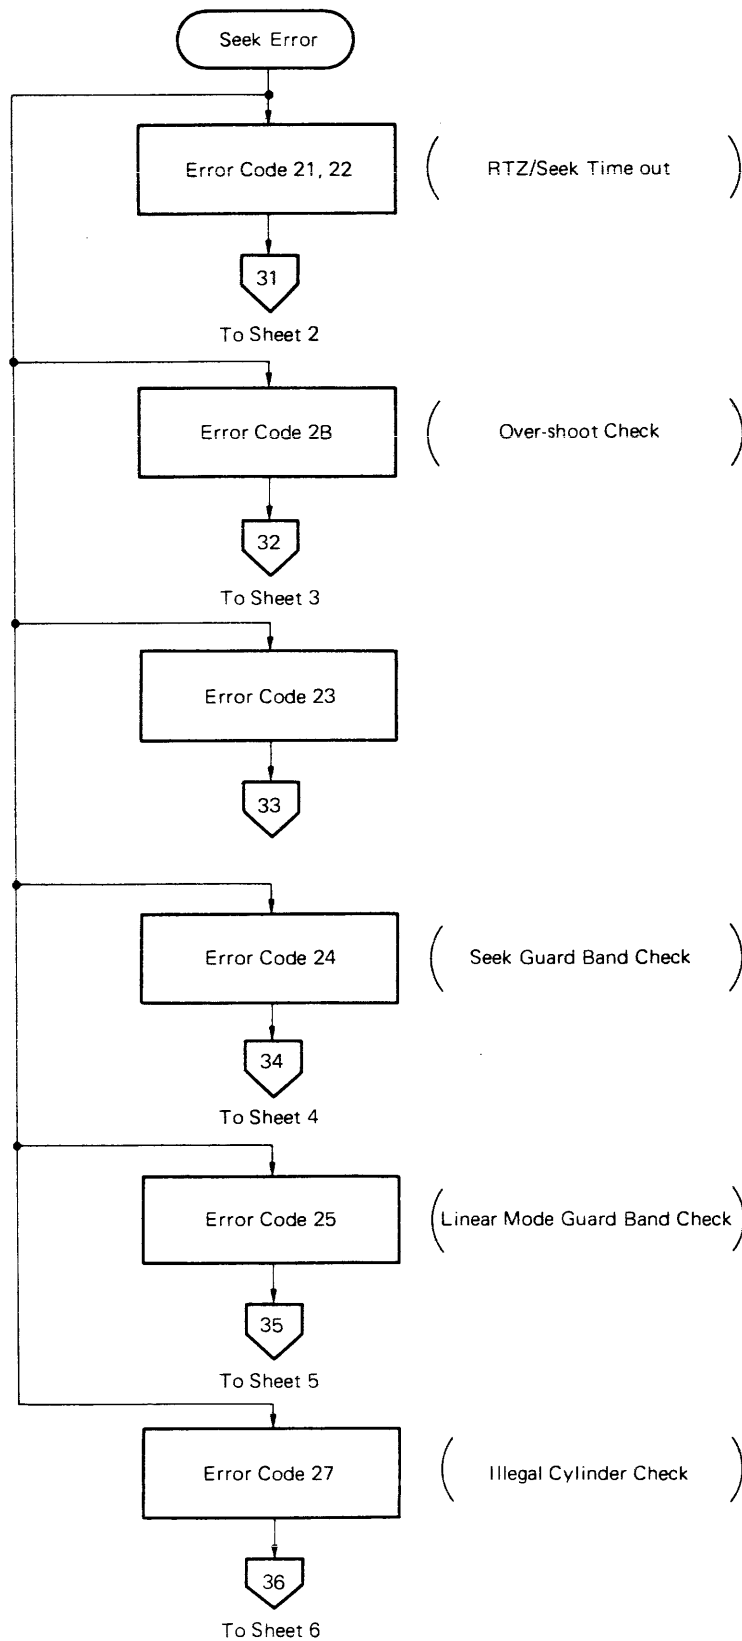 Seek Error
Error Code 21, 22
RTZ/Seek Time out
31
To Sheet 2
Error Code 2B
Over-shoot Check
32
To Sheet 3
Error Code 23
33
Error Code 24
Seek Guard Band Check
34
To Sheet 4
Error Code 25
Linear Mode Guard Band Check
35
To Sheet 5
Error Code 27
Illegal Cylinder Check
36
To Sheet 6